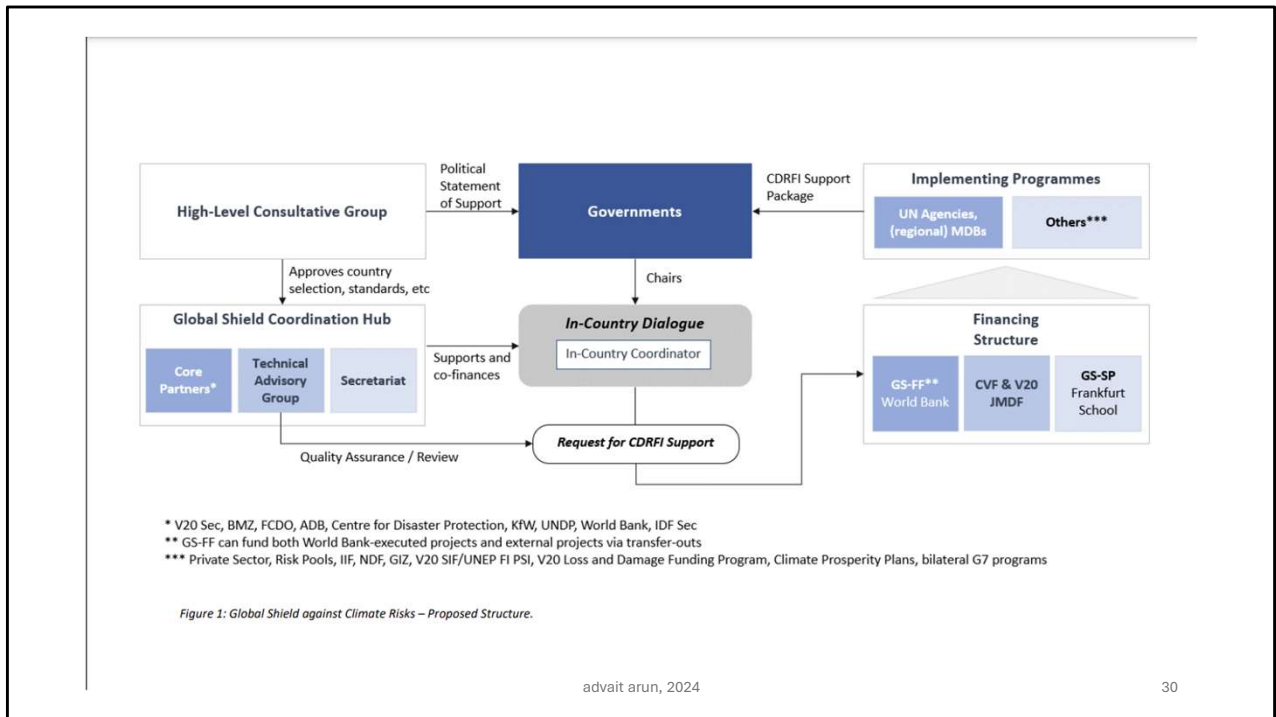 High-Level Consultative Group
Political
Statement
of Support
Governments
CDRFI Support
Package
Implementing Programmes
UN Agencies,
(regional) MDBs
Others***
Approves country
selection, standards, etc
Chairs
Global Shield Coordination Hub
Core
Partners*
Technical
Advisory
Group
Secretariat
Supports and
co-finances
In-Country Dialogue
In-Country Coordinator
Financing
Structure
GS-FF**
World Bank
CVF & V20
JMDF
GS-SP
Frankfurt
School
Quality Assurance / Review
Request for CDRFI Support
* V20 Sec, BMZ, FCDO, ADB, Centre for Disaster Protection, KfW, UNDP, World Bank, IDF Sec
** GS-FF can fund both World Bank-executed projects and external projects via transfer-outs
*** Private Sector, Risk Pools, IIF, NDF, GIZ, V20 SIF/UNEP FI PSI, V20 Loss and Damage Funding Program, Climate Prosperity Plans, bilateral G7 programs
Figure 1: Global Shield against Climate Risks – Proposed Structure.
advait arun, 2024
30